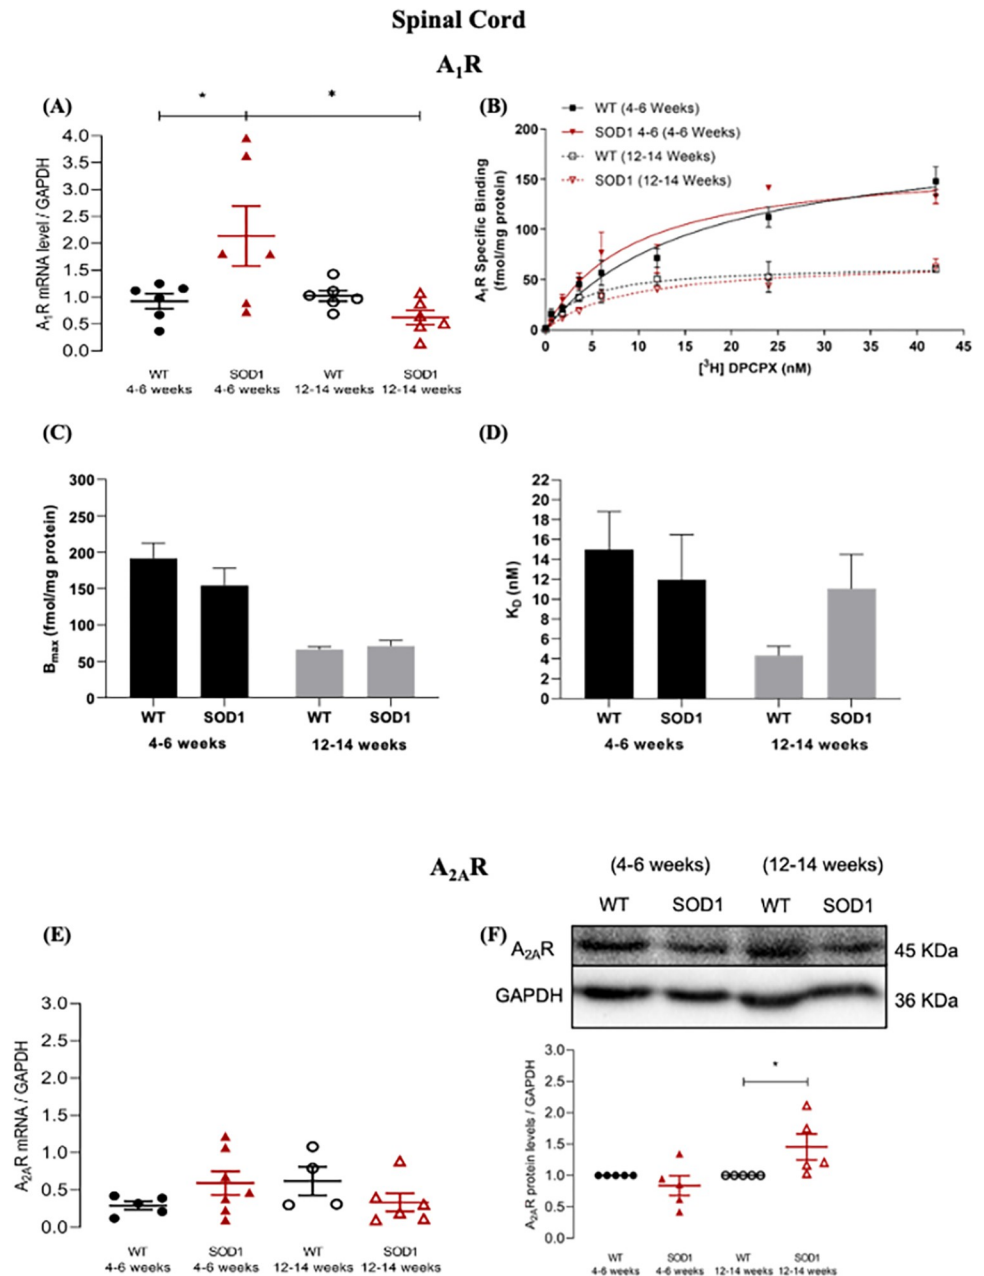 Spinal Cord
A1R
(A)
*
*
A1R mRNA level / GAPDH
4.0
3.5
3.0
2.5
2.0
1.5
1.0
0.5
0.0
WT SOD1 WT SOD1
4-6 weeks 4-6 weeks 12-14 weeks 12-14 weeks
(B)
WT (4-6 Weeks)
SOD1 4-6 (4-6 Weeks)
WT (12-14 Weeks)
SOD1 (12-14 Weeks)
A1R Specific Binding
(fmol/mg protein)
200
150
100
50
0
0 5 10 15 20 25 30 35 40 45
[3H] DPCPX (nM)
(C)
Bmax (fmol/mg protein)
300
250
200
150
100
50
0
WT SOD1 WT SOD1
4-6 weeks 12-14 weeks
(D)
KD (nM)
22
20
18
16
14
12
10
8
6
4
2
0
WT SOD1 WT SOD1
4-6 weeks 12-14 weeks
A2AR
(E)
A2AR mRNA / GAPDH
3.0
2.5
2.0
1.5
1.0
0.5
0.0
WT SOD1 WT SOD1
4-6 weeks 4-6 weeks 12-14 weeks 12-14 weeks
(F)
(4-6 weeks) (12-14 weeks)
WT SOD1 WT SOD1
A2AR 45 KDa
GAPDH 36 KDa
A2AR protein levels / GAPDH
3.0
2.5
2.0
1.5
1.0
0.5
0.0
*
WT SOD1 WT SOD1
4-6 weeks 4-6 weeks 12-14 weeks 12-14 weeks